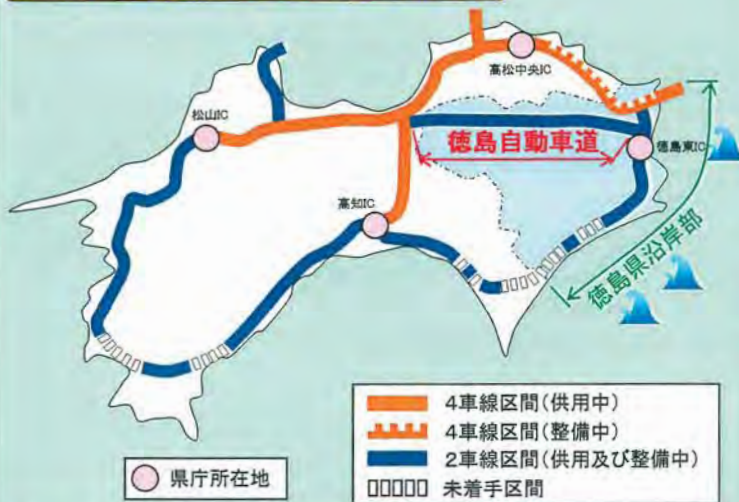 高松中央IC
松山IC
徳島自動車道
徳島東IC
高知IC
徳島県沿岸部
4車線区間(供用中)
4車線区間(整備中)
2車線区間(供用及び整備中)
未着手区間
県庁所在地